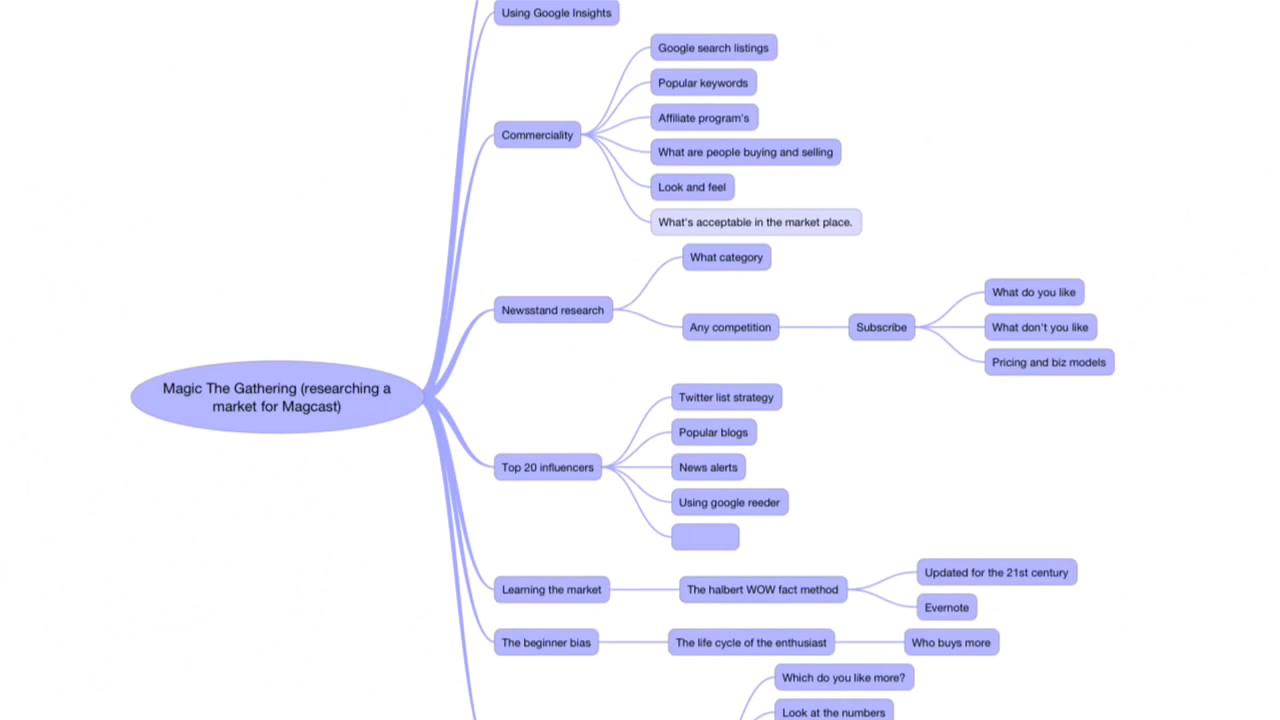 Using Google Insights
Google search listings
Popular keywords
Affiliate program's
Commerciality
What are people buying and selling
Look and feel
What's acceptable in the market place.
What category
Newsstand research
Any competition
Subscribe
What do you like
What don't you like
Pricing and biz models
Magic The Gathering (researching a
market for Magcast)
Twitter list strategy
Popular blogs
Top 20 influencers
News alerts
Using google reeder
Learning the market
The halbert WOW fact method
Updated for the 21st century
Evernote
The beginner bias
The life cycle of the enthusiast
Who buys more
Which do you like more?
Look at the numbers